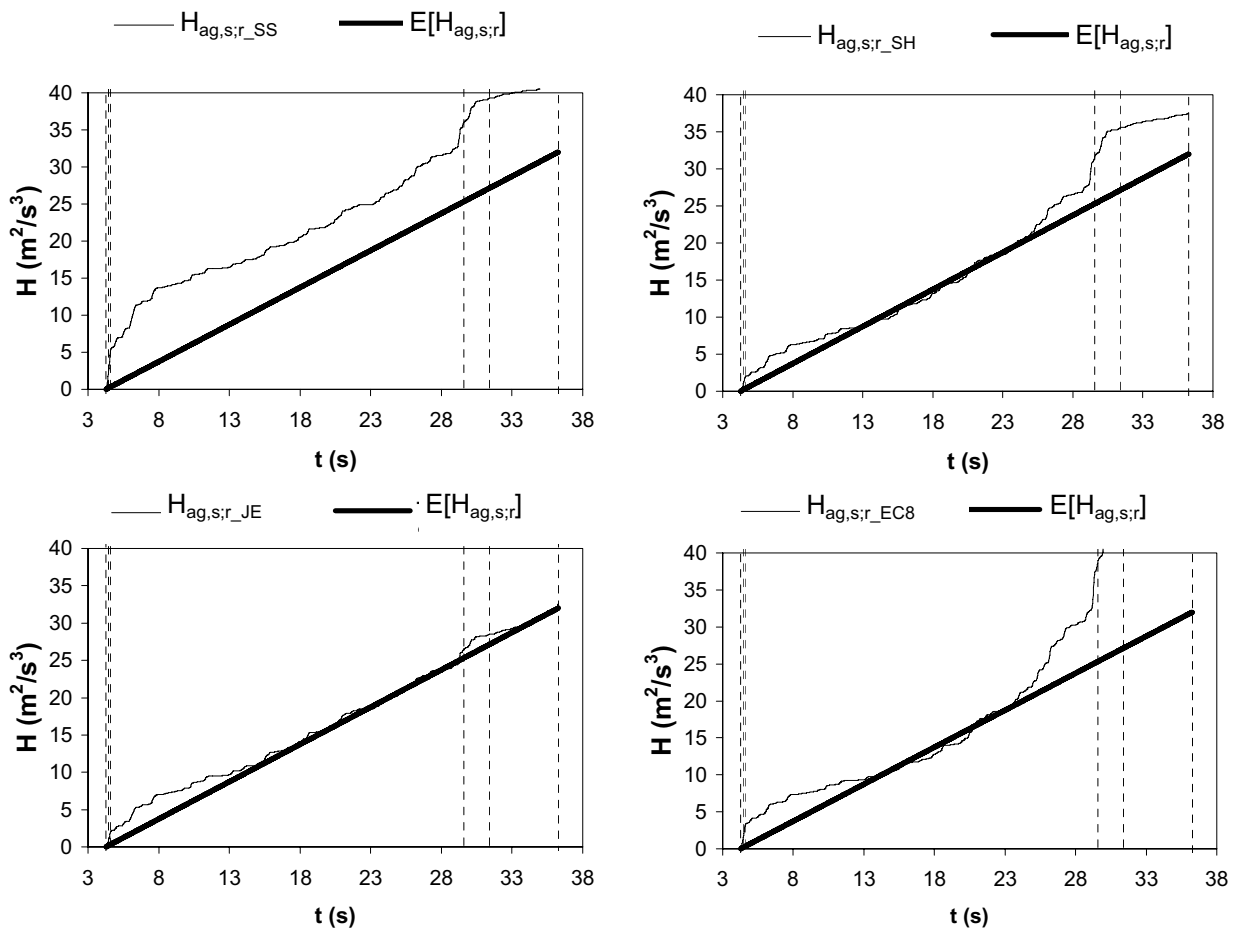 H_ag,s;r_SS E[H_ag,s;r]
H_ag,s;r_SH E[H_ag,s;r]
40
35
30
25
20
15
10
5
0
H (m²/s³)
3 8 13 18 23 28 33 38
t (s)
40
35
30
25
20
15
10
5
0
H (m²/s³)
3 8 13 18 23 28 33 38
t (s)
H_ag,s;r_JE E[H_ag,s;r]
H_ag,s;r_EC8 E[H_ag,s;r]
40
35
30
25
20
15
10
5
0
H (m²/s³)
3 8 13 18 23 28 33 38
t (s)
40
35
30
25
20
15
10
5
0
H (m²/s³)
3 8 13 18 23 28 33 38
t (s)